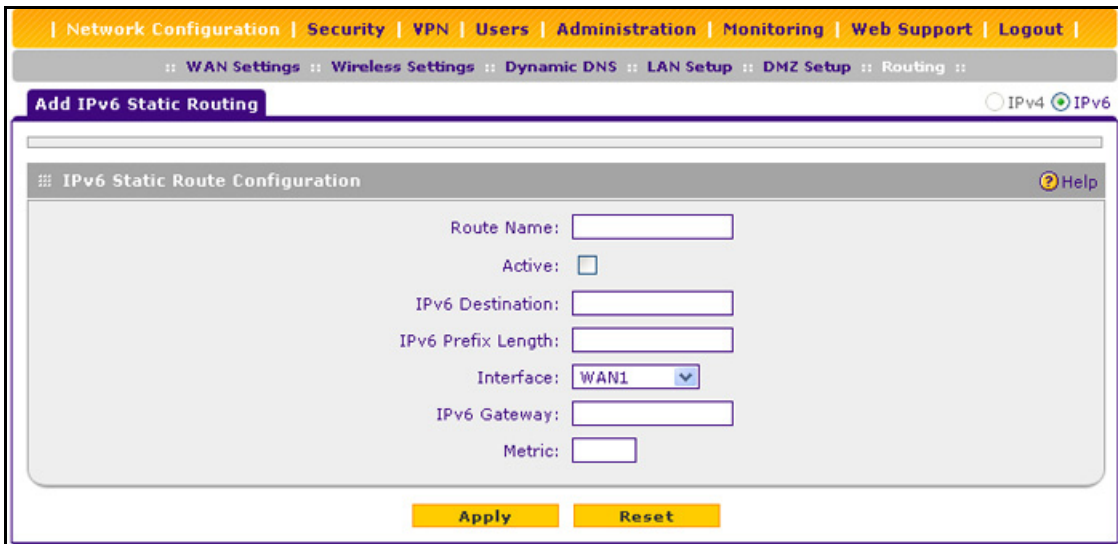 | Network Configuration | Security | VPN | Users | Administration | Monitoring | Web Support | Logout |
:: WAN Settings :: Wireless Settings :: Dynamic DNS :: LAN Setup :: DMZ Setup :: Routing ::
Add IPv6 Static Routing IPv4 IPv6
IPv6 Static Route Configuration ? Help
Route Name:
Active:
IPv6 Destination:
IPv6 Prefix Length:
Interface: WAN1
IPv6 Gateway:
Metric:
Apply Reset